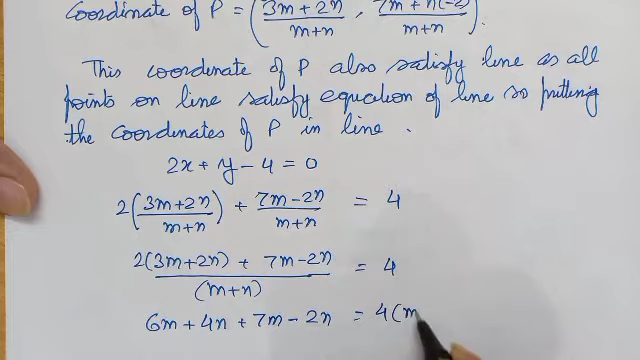 Coordinate of P = (3m+2n / m+n , 7m+n(-2) / m+n).
This coordinate of P also satisfy line as all
points on line satisfy equation of line so putting
the coordinates of P in line.
2x + y - 4 = 0
2(3m+2n / m+n) + 7m-2n / m+n = 4
2(3m+2n) + 7m-2n / (m+n) = 4
6m + 4n + 7m - 2n = 4(m